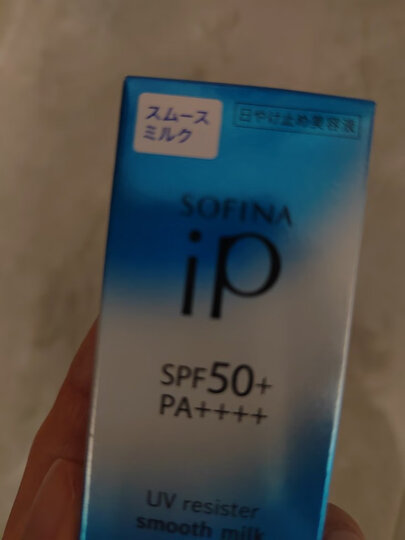 スムース
ミルク
日やけ止め美容液
SOFINA
iP
SPF50+
PA++++
UV resister
smooth milk